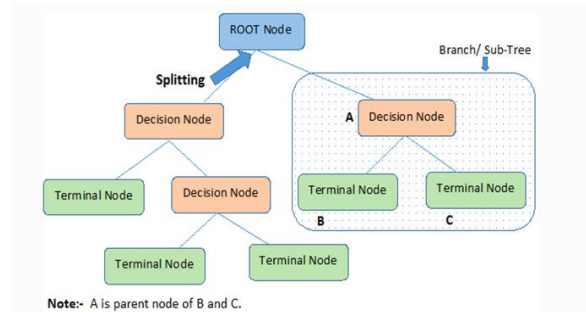 ROOT Node
Branch/ Sub-Tree
Splitting
Decision Node
A
Decision Node
Terminal Node
Decision Node
Terminal Node
Terminal Node
B
C
Terminal Node
Terminal Node
Note:- A is parent node of B and C.